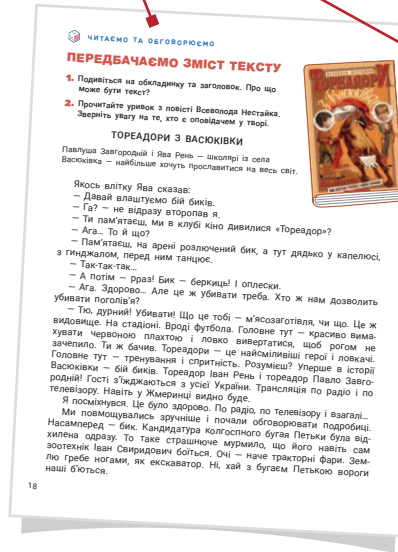 ЧИТАЄМО ТА ОБГОВОРЮЄМО
ПЕРЕДБАЧАЄМО ЗМІСТ ТЕКСТУ
1. Подивіться на обкладинку та заголовок. Про що
може бути текст?
2. Прочитайте уривок з повісті Всеволода Нестайка.
Зверніть увагу на те, хто є оповідачем у творі.
ТОРЕАДОРИ З ВАСЮКІВКИ
Павлуша Завгородній і Ява Рень – школярі із села
Васюківка – найбільше хочуть прославитися на весь світ.
Якось влітку Ява сказав:
– Давай влаштуємо бій биків.
– Га? – не відразу второпав я.
– Ти пам’ятаєш, ми в клубі кіно дивилися «Тореадор»?
– Ага... То й що?
– Пам’ятаєш, на арені розлючений бик, а тут дядько у капелюсі,
з гинджалом, перед ним танцює.
– Так-так-так...
– А потім – рраз! Бик – беркиць! І оплески.
– Ага. Здорово... Але це ж убивати треба. Хто ж нам дозволить
убивати поголів’я?
– Тю, дурний! Убивати! Що це тобі – м’ясозаготівля, чи що. Це ж
видовище. На стадіоні. Вроді футбола. Головне тут – красиво вима-
хувати червоною плахтою і ловко вивертатися, щоб рогом не
зачепило. Ти ж бачив. Тореадори – це найсміливіші герої і ловкачі.
Головне тут – тренування і спритність. Розумієш? Уперше в історії
Васюківки – бій биків. Тореадор Іван Рень і тореадор Павло Завго-
родній! Гості з’їжджаються з усієї України. Трансляція по радіо і по
телевізору. Навіть у Жмеринці видно буде.
Я посміхнувся. Це було здорово. По радіо, по телевізору і взагалі...
Ми повмощувались зручніше і почали обговорювати подробиці.
Насамперед – бик. Кандидатура колгоспного бугая Петьки була від-
хилена одразу. То таке страшнюче мурмило, що його навіть сам
зоотехнік Іван Свиридович боїться. Очі – наче тракторні фари. Зем-
лю гребе ногами, як екскаватор. Ні, хай з бугаєм Петькою вороги
наші б’ються.
18